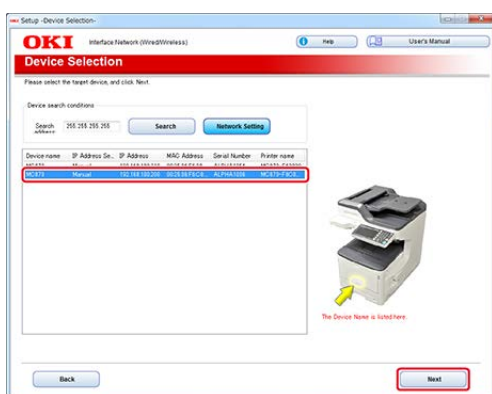 Setup -Device Selection-
OKI Interface:Network (Wired/Wireless) Help User's Manual
Device Selection
Please select the target device, and click Next.
Device search conditions
Search address: 255.255.255.255 Search Network Setting
Device name IP Address Se... IP Address MAC Address Serial Number Printer name
MC873 Manual
The Device Name is listed here.
Back Next